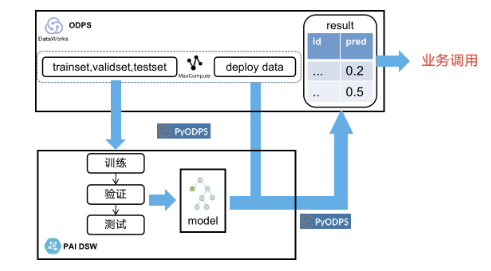 ODPS
DataWorks
trainset,validset,testset
MaxCompute
deploy data
result
id pred
... 0.2
.. 0.5
业务调用
PyODPS
训练
验证
测试
model
PyODPS
PAI DSW